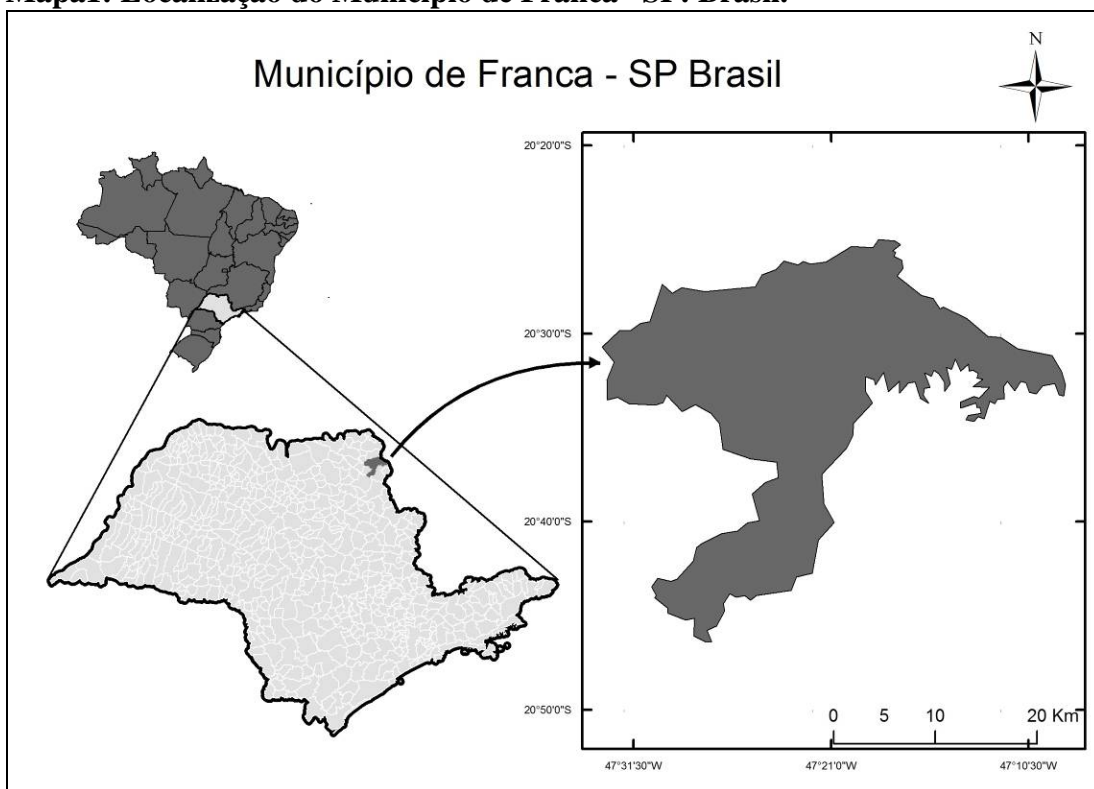 Mapa1: Localização do Município de Franca - SP. Brasil.
Município de Franca - SP Brasil
N
20°20'0"S
20°30'0"S
20°40'0"S
20°50'0"S
0 5 10 20 Km
47°31'30"W 47°21'0"W 47°10'30"W